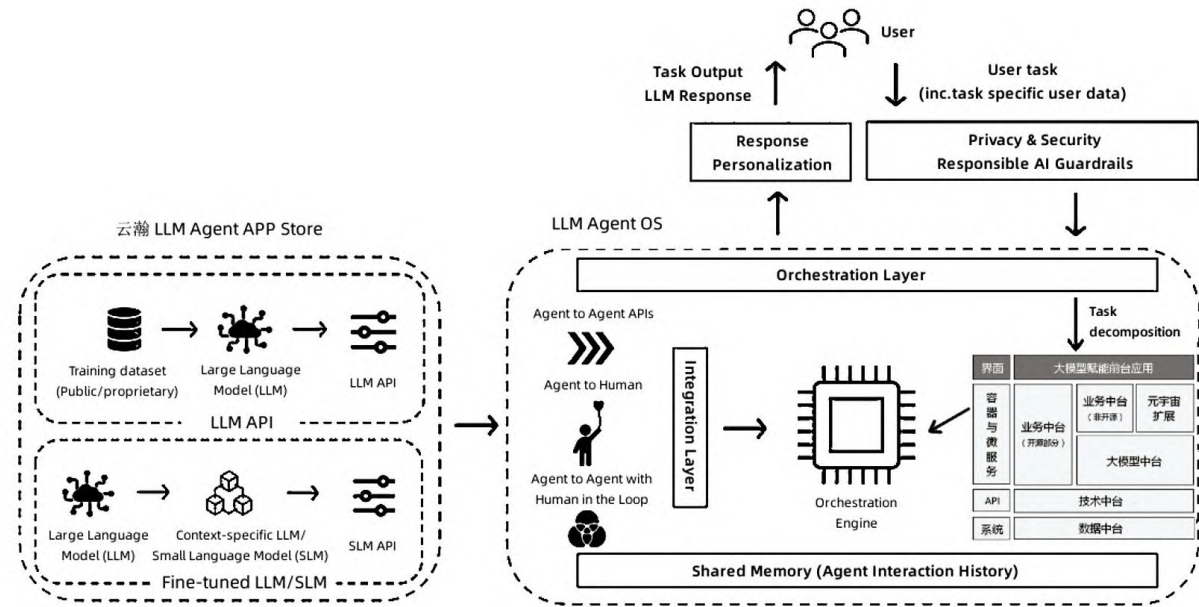 User
Task Output
LLM Response
User task
(inc.task specific user data)
Response
Personalization
Privacy & Security
Responsible AI Guardrails
云瀚 LLM Agent APP Store
Training dataset
(Public/proprietary)
Large Language
Model (LLM)
LLM API
LLM API
Large Language
Model (LLM)
Context-specific LLM/
Small Language Model (SLM)
SLM API
Fine-tuned LLM/SLM
LLM Agent OS
Orchestration Layer
Agent to Agent APIs
Agent to Human
Agent to Agent with
Human in the Loop
Integration Layer
Orchestration
Engine
Task
decomposition
界面
大模型赋能前台应用
容器与微服务
业务中台
（开源部分）
业务中台
（非开源）
元宇宙
扩展
大模型中台
API
技术中台
系统
数据中台
Shared Memory (Agent Interaction History)